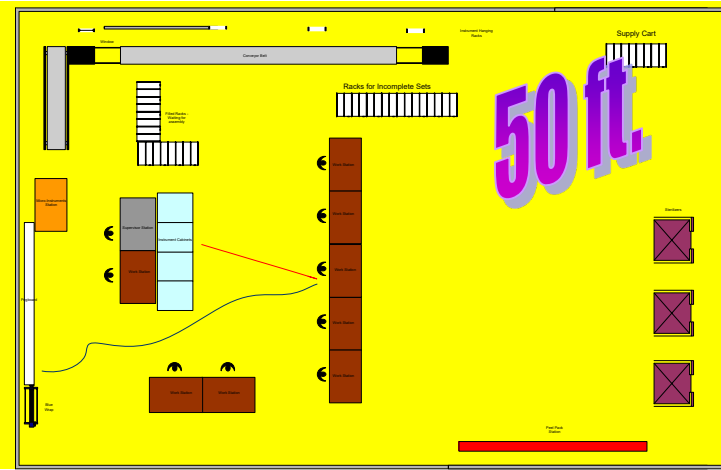 Instrument Hanging
Racks
Supply Cart
Window
Conveyor Belt
Racks for Incomplete Sets
50 ft.
Filled Racks -
Waiting for
assembly
Work Station
Micro Instruments
Station
Supervisor Station
Instrument Cabinets
Work Station
Sterilizers
Work Station
Work Station
Pegboard
Work Station
Work Station
Work Station
Work Station
Blue
Wrap
Peel Pack
Station